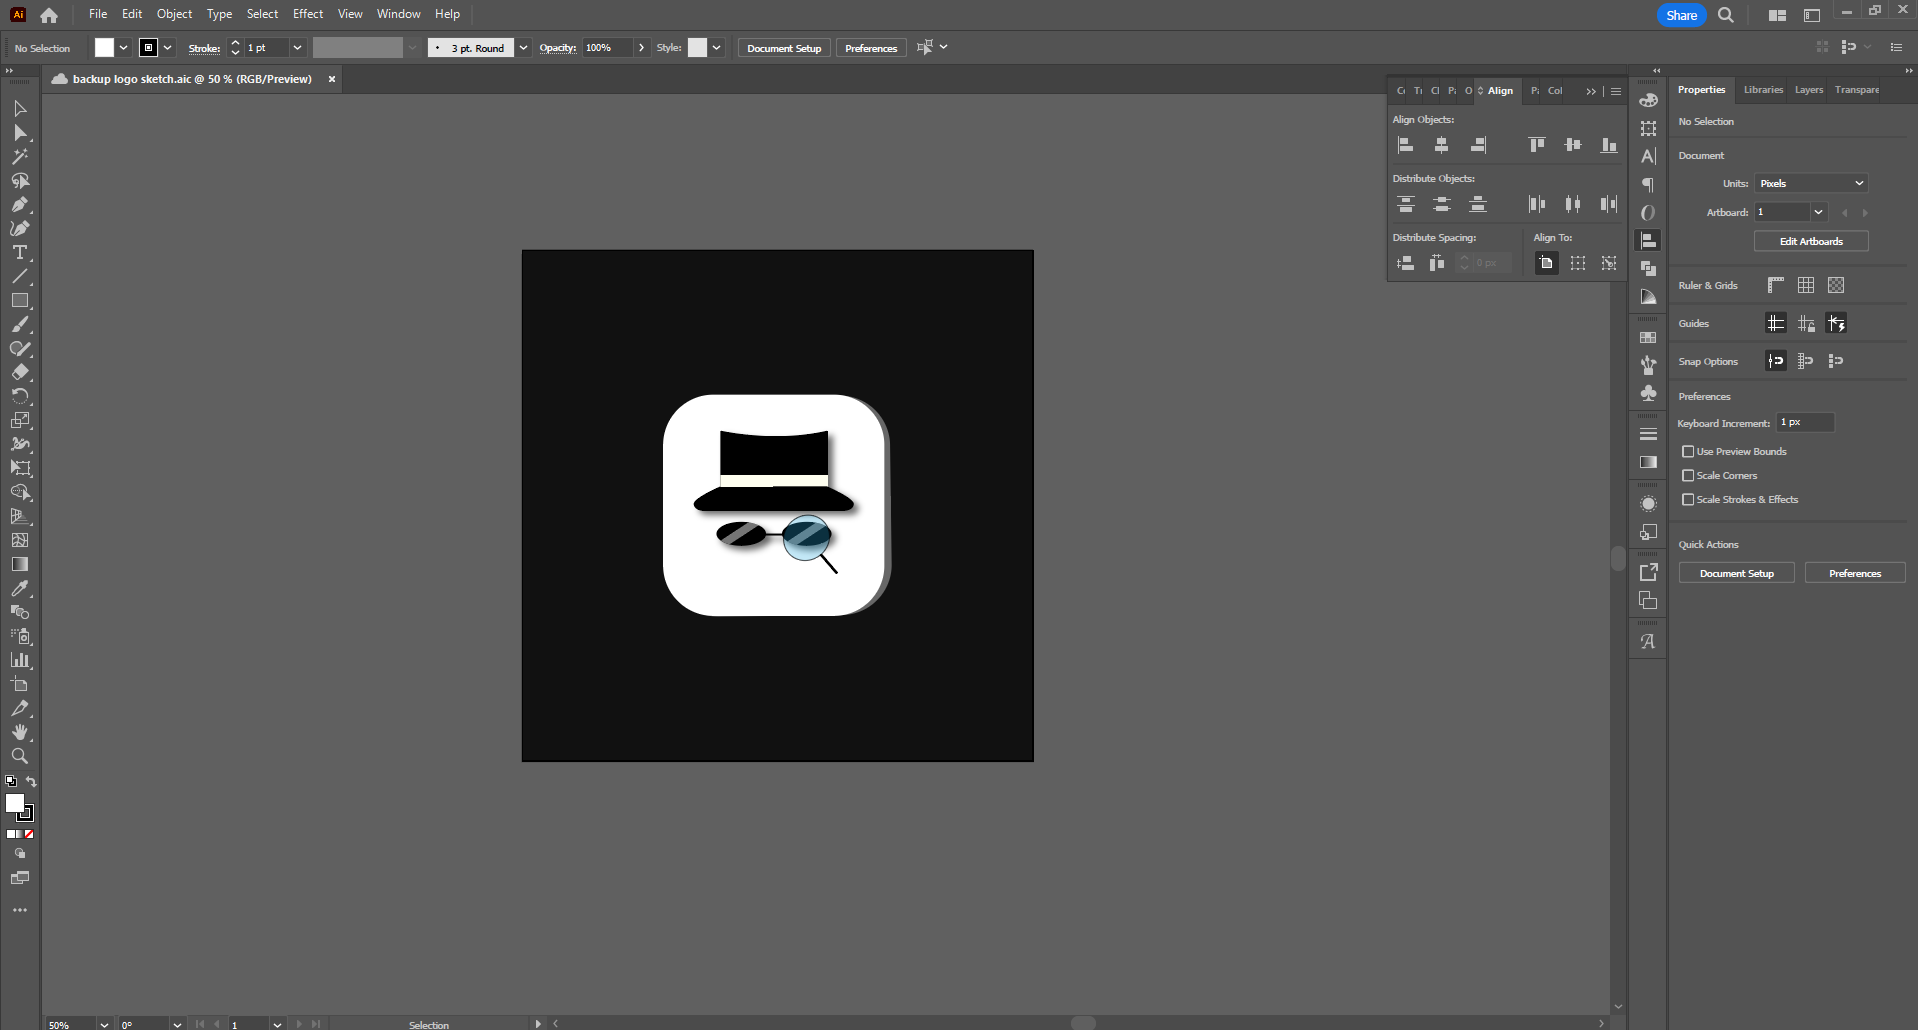 Ai File Edit Object Type Select Effect View Window Help Share
No Selection Stroke: 1 pt 3 pt. Round Opacity: 100% Style: Document Setup Preferences
backup logo sketch.aic @ 50 % (RGB/Preview) ×
Align Col
Properties Libraries Layers Transpare
Align Objects:
Distribute Objects:
Distribute Spacing: Align To:
0 px
No Selection
Document
Units: Pixels
Artboard: 1
Edit Artboards
Ruler & Grids
Guides
Snap Options
Preferences
Keyboard Increment: 1 px
Use Preview Bounds
Scale Corners
Scale Strokes & Effects
Quick Actions
Document Setup Preferences
50% 0° 1 Selection